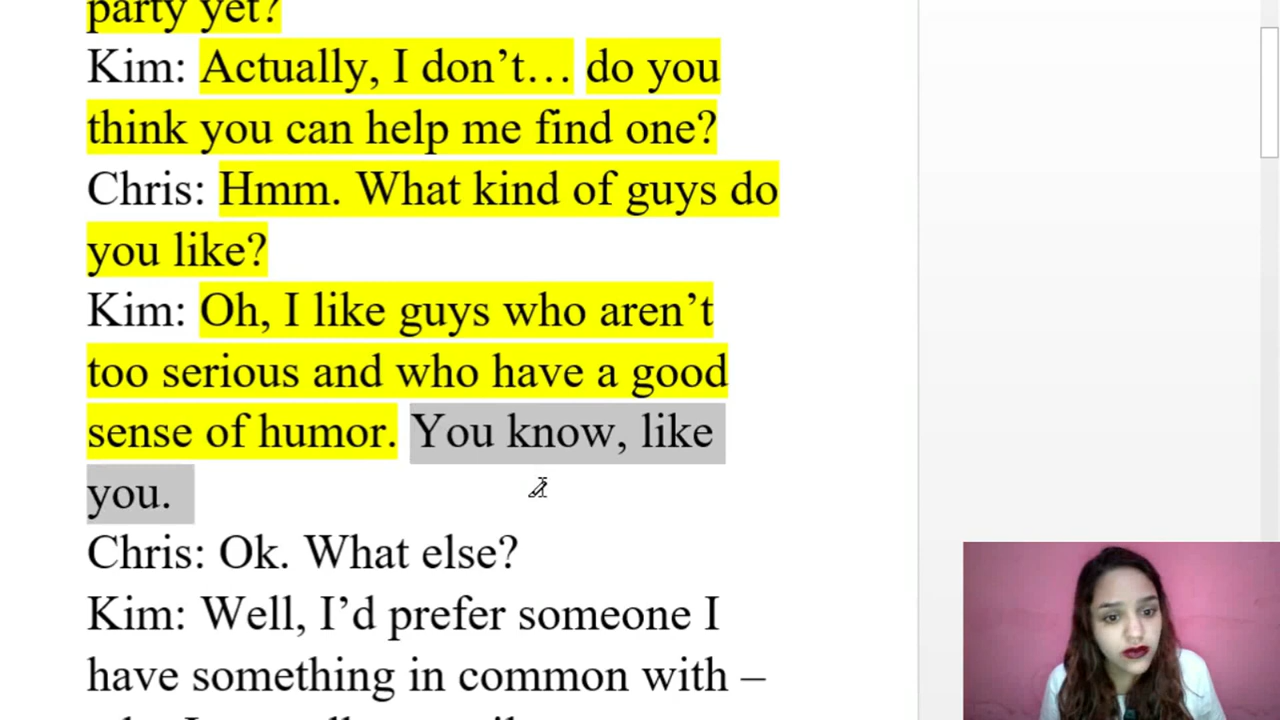 party yet?
Kim: Actually, I don’t… do you
think you can help me find one?
Chris: Hmm. What kind of guys do
you like?
Kim: Oh, I like guys who aren’t
too serious and who have a good
sense of humor. You know, like
you.
Chris: Ok. What else?
Kim: Well, I’d prefer someone I
have something in common with –